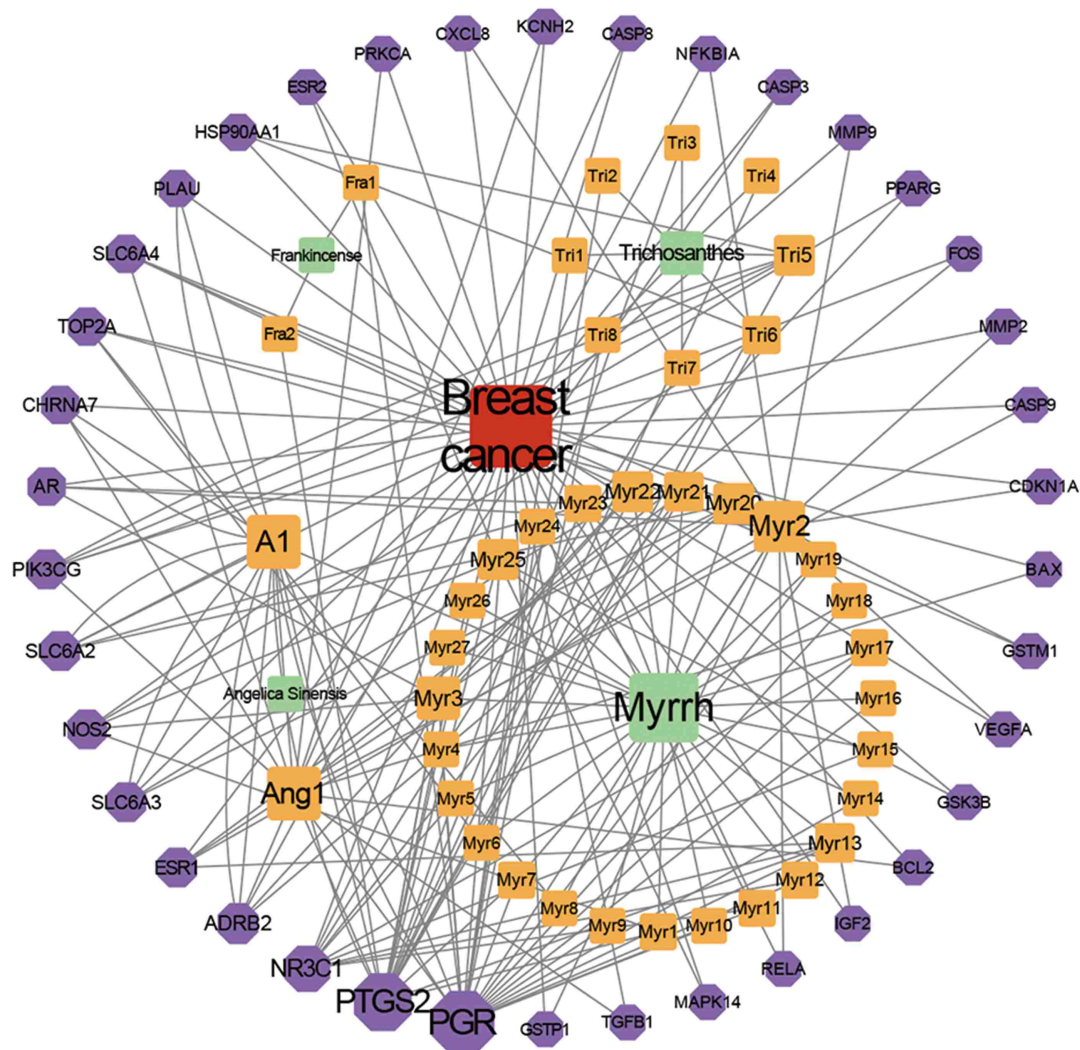 KCNH2
CXCL8
CASP8
PRKCA
NFKBIA
ESR2
CASP3
HSP90AA1
MMP9
Tri3
Tri2
Tri4
Fra1
PLAU
PPARG
SLC6A4
Frankincense
Tri1
Trichosanthes
Tri5
FOS
TOP2A
Fra2
Tri8
Tri6
MMP2
Tri7
Breast
cancer
CHRNA7
CASP9
AR
CDKN1A
Myr23
Myr22
Myr21
Myr20
Myr2
Myr24
A1
Myr25
Myr19
PIK3CG
BAX
Myr26
Myr18
SLC6A2
Myr27
Myr17
GSTM1
Angelica Sinensis
Myr3
Myrrh
Myr16
NOS2
VEGFA
Myr4
Myr15
SLC6A3
Ang1
Myr5
Myr14
GSK3B
Myr6
Myr13
ESR1
BCL2
Myr7
Myr12
Myr8
Myr11
ADRB2
Myr9
Myr1
Myr10
IGF2
NR3C1
RELA
PTGS2
MAPK14
PGR
GSTP1
TGFB1